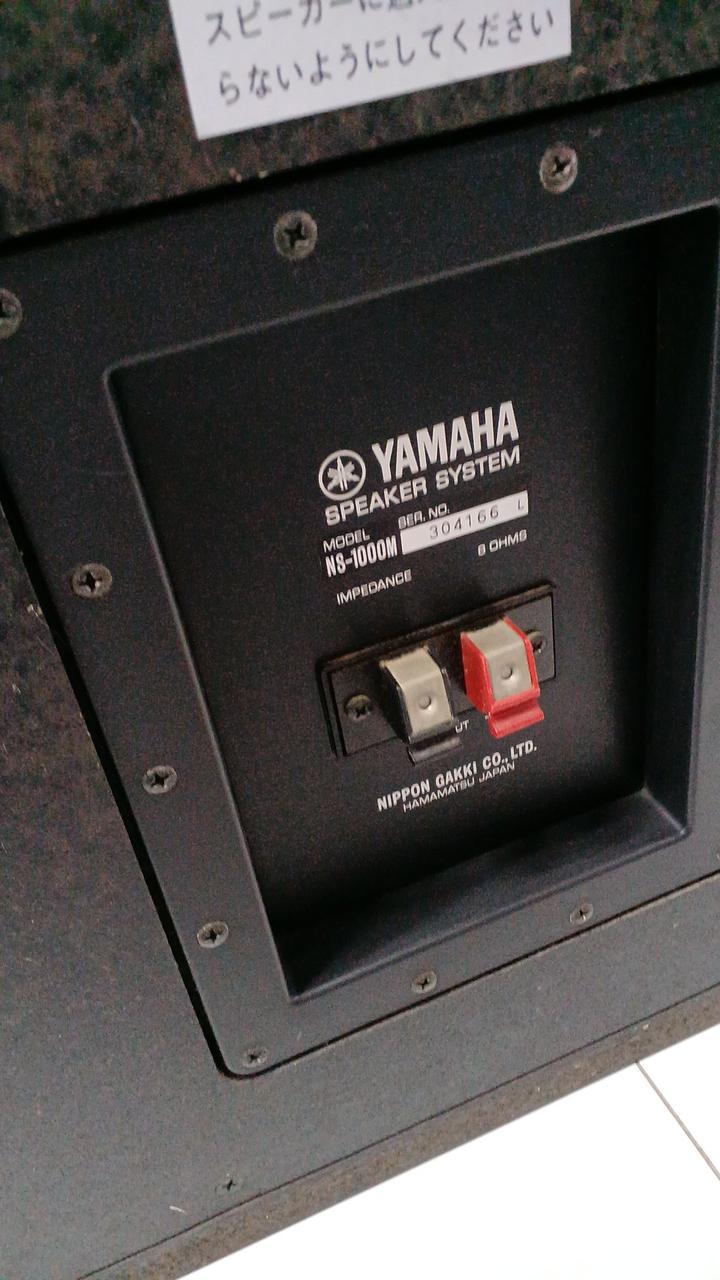 スピーカーに
らないようにしてください
YAMAHA
SPEAKER SYSTEM
MODEL SER. NO.
NS-1000M 304166 L
IMPEDANCE 8 OHMS
NIPPON GAKKI CO., LTD.
HAMAMATSU JAPAN